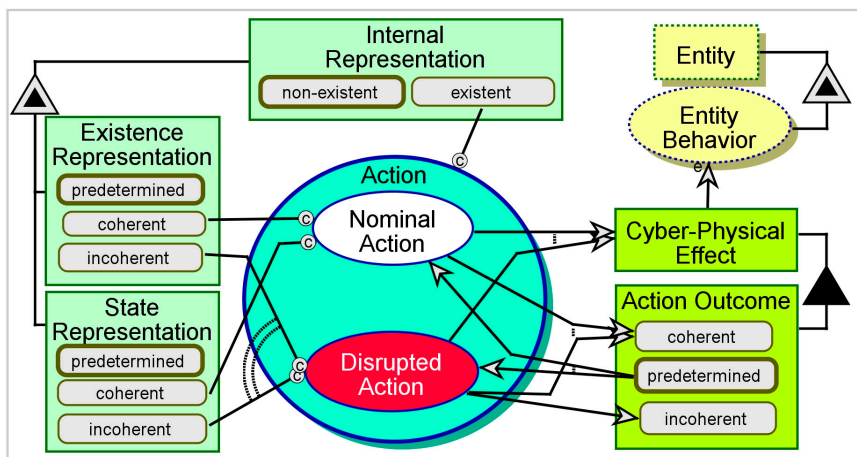 Internal
Representation
non-existent
existent
Entity
Entity
Behavior
e
Existence
Representation
predetermined
coherent
incoherent
c
Action
Nominal
Action
c
c
Cyber-Physical
Effect
State
Representation
predetermined
coherent
incoherent
Disrupted
Action
c
c
Action Outcome
coherent
predetermined
incoherent